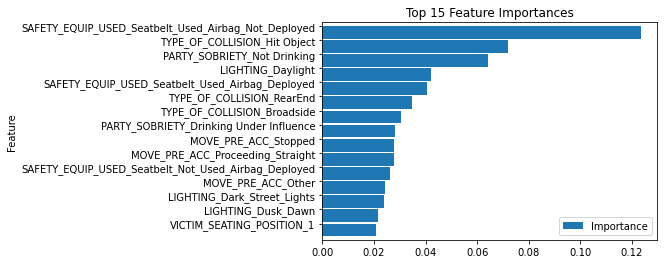 Top 15 Feature Importances
Feature
SAFETY_EQUIP_USED_Seatbelt_Used_Airbag_Not_Deployed
TYPE_OF_COLLISION_Hit Object
PARTY_SOBRIETY_Not Drinking
LIGHTING_Daylight
SAFETY_EQUIP_USED_Seatbelt_Used_Airbag_Deployed
TYPE_OF_COLLISION_RearEnd
TYPE_OF_COLLISION_Broadside
PARTY_SOBRIETY_Drinking Under Influence
MOVE_PRE_ACC_Stopped
MOVE_PRE_ACC_Proceeding_Straight
SAFETY_EQUIP_USED_Seatbelt_Not_Used_Airbag_Deployed
MOVE_PRE_ACC_Other
LIGHTING_Dark_Street_Lights
LIGHTING_Dusk_Dawn
VICTIM_SEATING_POSITION_1
Importance
0.00 0.02 0.04 0.06 0.08 0.10 0.12